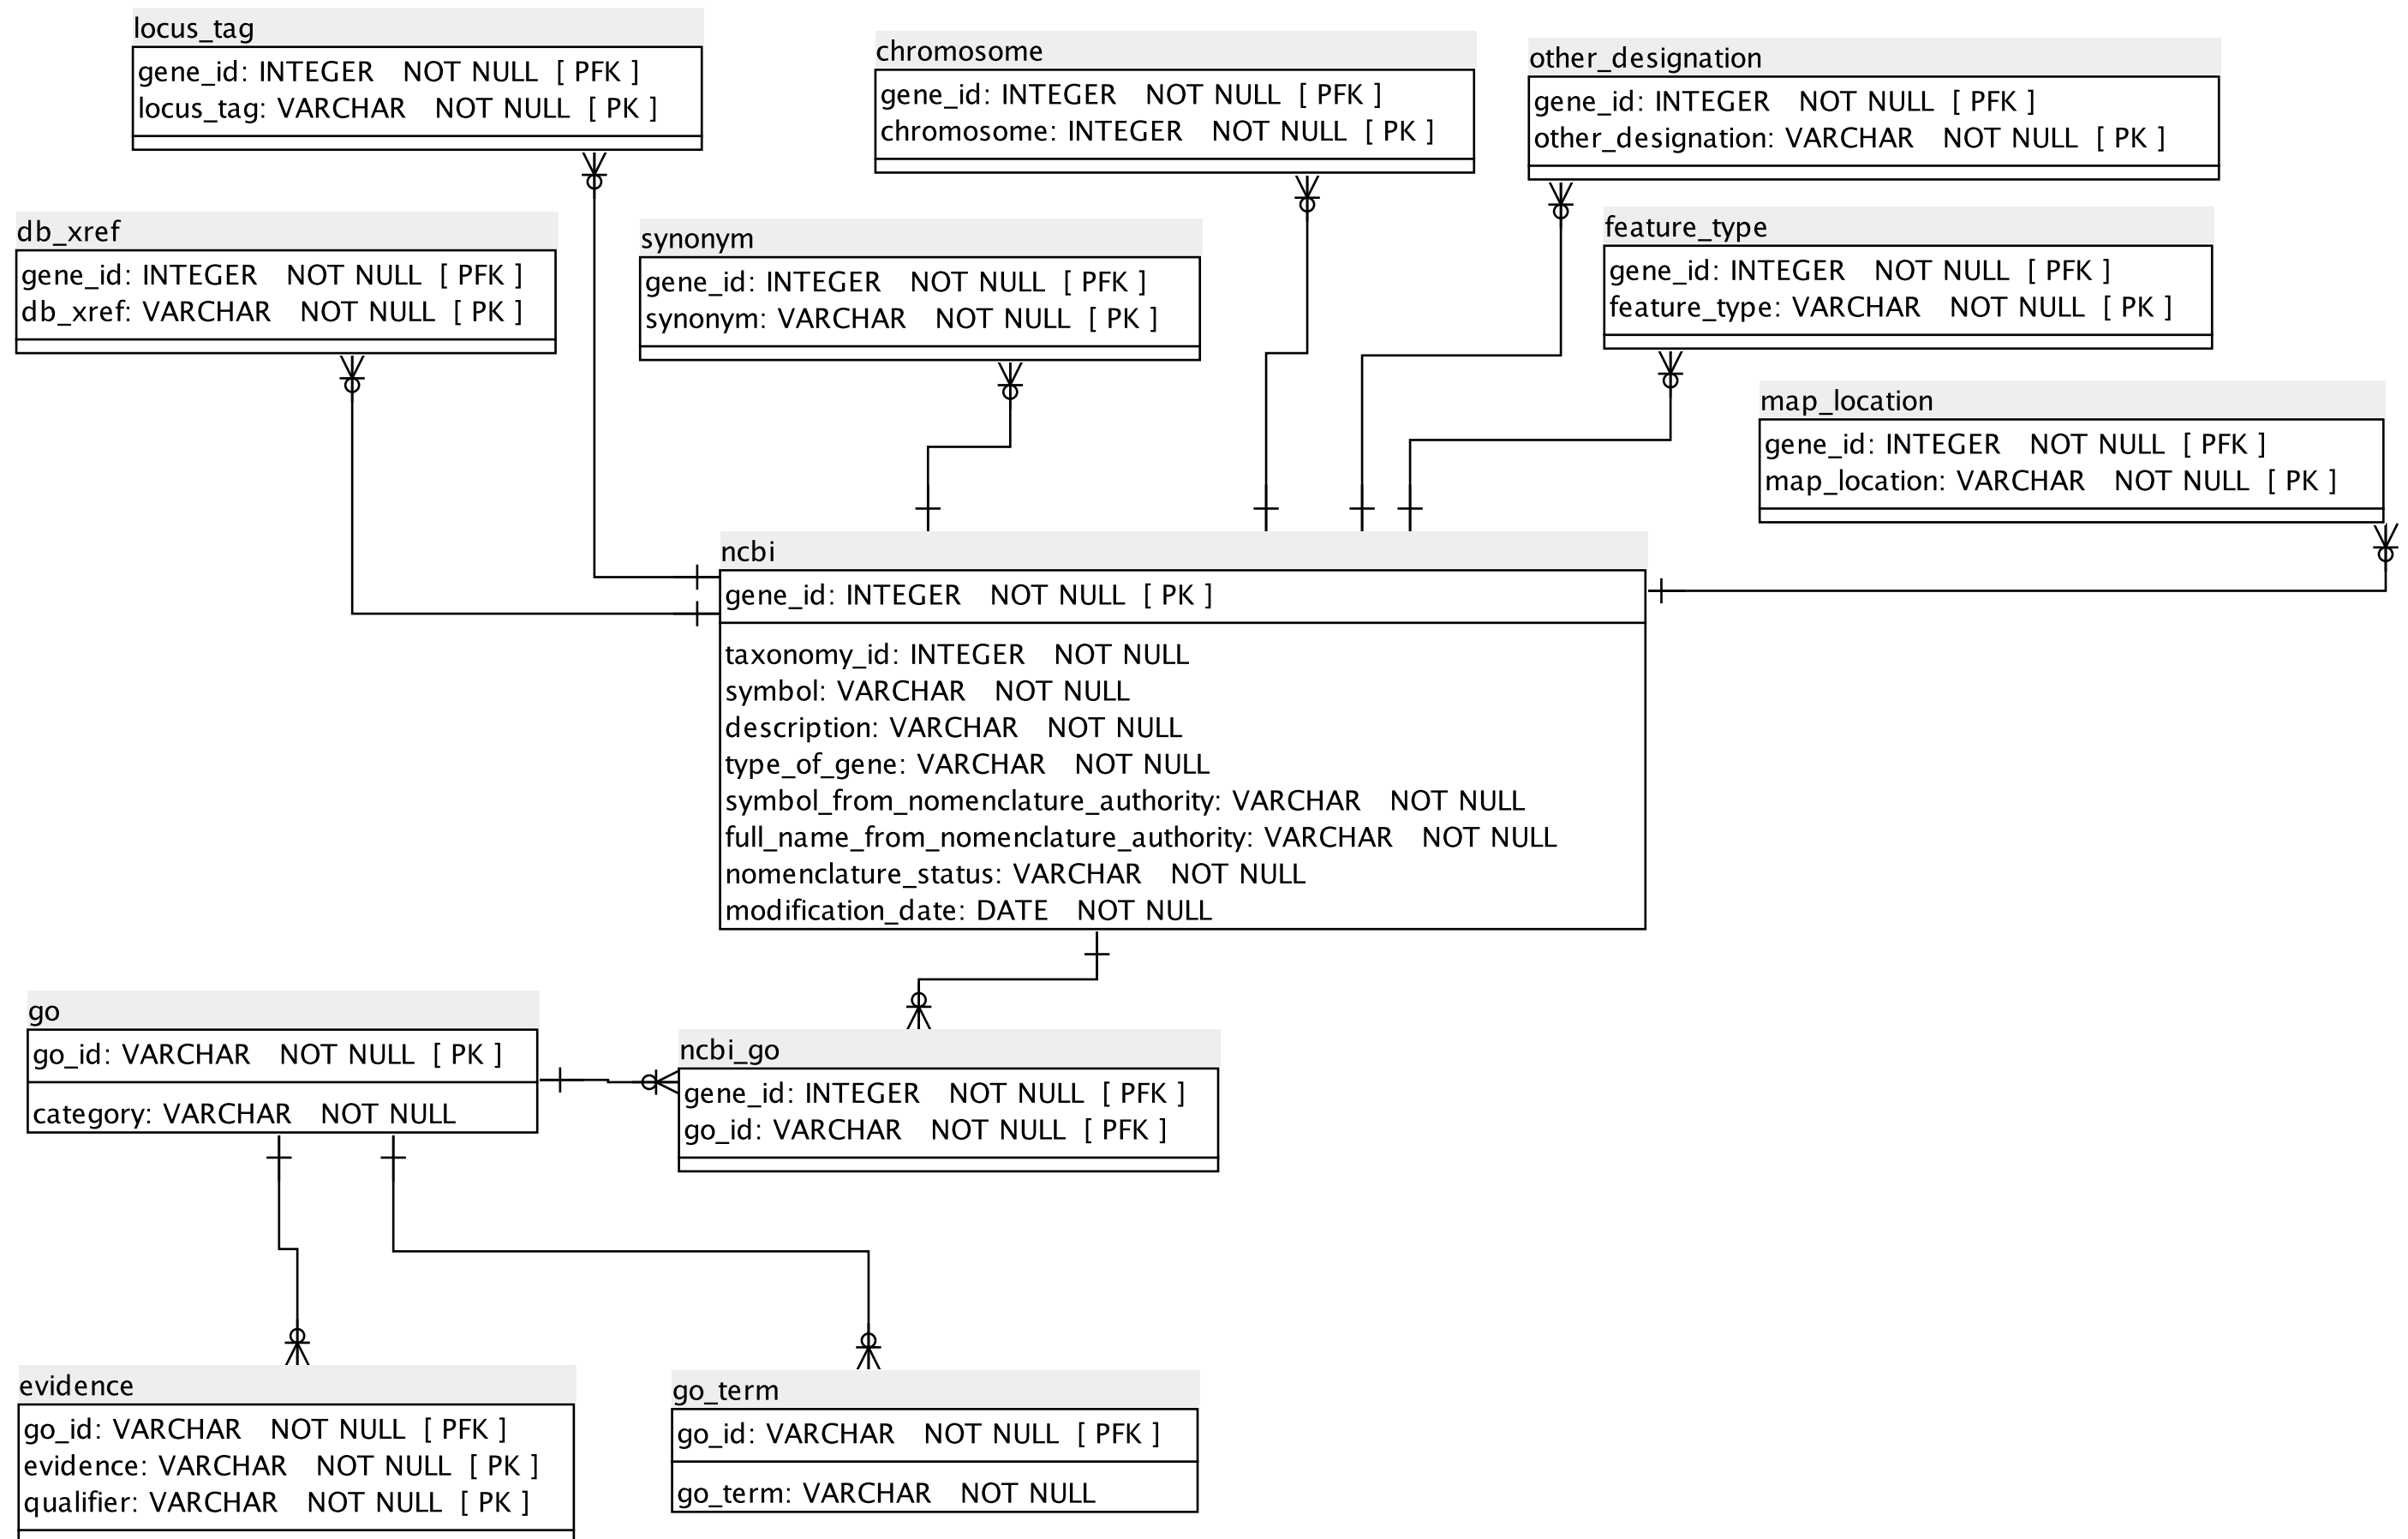 locus_tag
gene_id: INTEGER NOT NULL [ PFK ]
locus_tag: VARCHAR NOT NULL [ PK ]
chromosome
gene_id: INTEGER NOT NULL [ PFK ]
chromosome: INTEGER NOT NULL [ PK ]
other_designation
gene_id: INTEGER NOT NULL [ PFK ]
other_designation: VARCHAR NOT NULL [ PK ]
db_xref
gene_id: INTEGER NOT NULL [ PFK ]
db_xref: VARCHAR NOT NULL [ PK ]
synonym
gene_id: INTEGER NOT NULL [ PFK ]
synonym: VARCHAR NOT NULL [ PK ]
feature_type
gene_id: INTEGER NOT NULL [ PFK ]
feature_type: VARCHAR NOT NULL [ PK ]
map_location
gene_id: INTEGER NOT NULL [ PFK ]
map_location: VARCHAR NOT NULL [ PK ]
ncbi
gene_id: INTEGER NOT NULL [ PK ]
taxonomy_id: INTEGER NOT NULL
symbol: VARCHAR NOT NULL
description: VARCHAR NOT NULL
type_of_gene: VARCHAR NOT NULL
symbol_from_nomenclature_authority: VARCHAR NOT NULL
full_name_from_nomenclature_authority: VARCHAR NOT NULL
nomenclature_status: VARCHAR NOT NULL
modification_date: DATE NOT NULL
go
go_id: VARCHAR NOT NULL [ PK ]
category: VARCHAR NOT NULL
ncbi_go
gene_id: INTEGER NOT NULL [ PFK ]
go_id: VARCHAR NOT NULL [ PFK ]
evidence
go_id: VARCHAR NOT NULL [ PFK ]
evidence: VARCHAR NOT NULL [ PK ]
qualifier: VARCHAR NOT NULL [ PK ]
go_term
go_id: VARCHAR NOT NULL [ PFK ]
go_term: VARCHAR NOT NULL